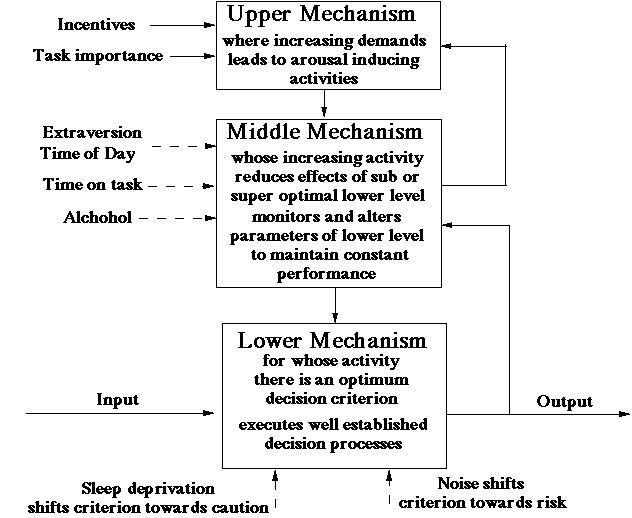 Upper Mechanism
where increasing demands
leads to arousal inducing
activities
Incentives
Task importance
Middle Mechanism
whose increasing activity
reduces effects of sub or
super optimal lower level
monitors and alters
parameters of lower level
to maintain constant
performance
Extraversion
Time of Day
Time on task
Alchohol
Lower Mechanism
for whose activity
there is an optimum
decision criterion
executes well established
decision processes
Input
Output
Sleep deprivation
shifts criterion towards caution
Noise shifts
criterion towards risk